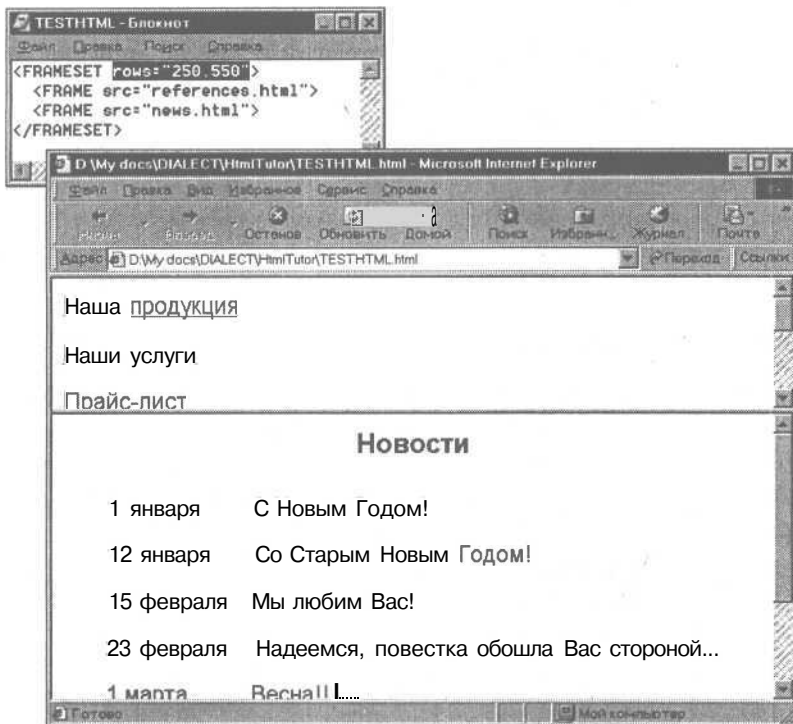 TESTHTML - Блокнот
Файл Правка Поиск Справка
<FRAMESET rows="250.550">
<FRAME src="references.html">
<FRAME src="news.html">
</FRAMESET>
D:\My docs\DIALECT\HtmlTutor\TESTHTML.html - Microsoft Internet Explorer
Файл Правка Вид Избранное Сервис Справка
Останов Обновить Домой Поиск Избранн... Журнал Почта
Адрес D:\My docs\DIALECT\HtmlTutor\TESTHTML.html Переход Ссылки
Наша продукция
Наши услуги
Прайс-лист
Новости
1 января С Новым Годом!
12 января Со Старым Новым Годом!
15 февраля Мы любим Вас!
23 февраля Надеемся, повестка обошла Вас стороной...
1 марта Весна!!
Готово Мой компьютер